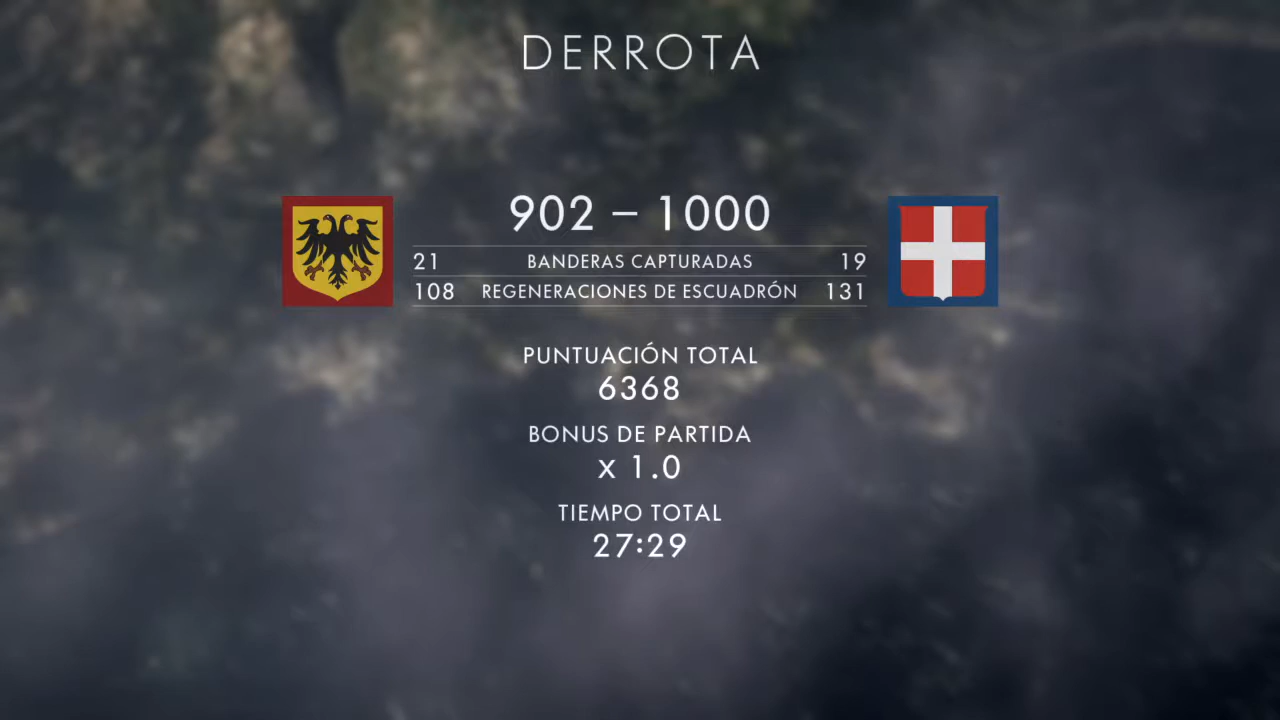 DERROTA
902 – 1000
21 BANDERAS CAPTURADAS 19
108 REGENERACIONES DE ESCUADRÓN 131
PUNTUACIÓN TOTAL
6368
BONUS DE PARTIDA
x 1.0
TIEMPO TOTAL
27:29